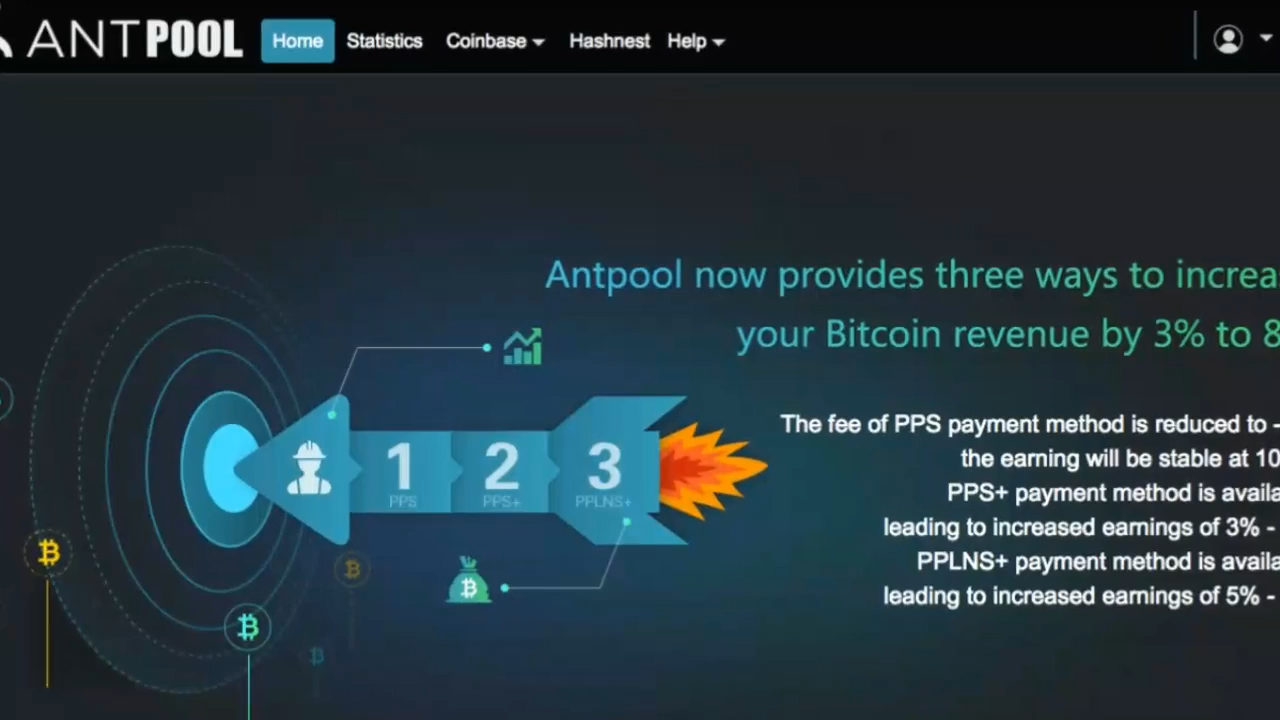 ANTPOOL Home Statistics Coinbase Hashnest Help
Antpool now provides three ways to increa
your Bitcoin revenue by 3% to 8
The fee of PPS payment method is reduced to -
the earning will be stable at 10
PPS+ payment method is availa
leading to increased earnings of 3% -
PPLNS+ payment method is availa
leading to increased earnings of 5% -
1 2 3
PPS PPS+ PPLNS+